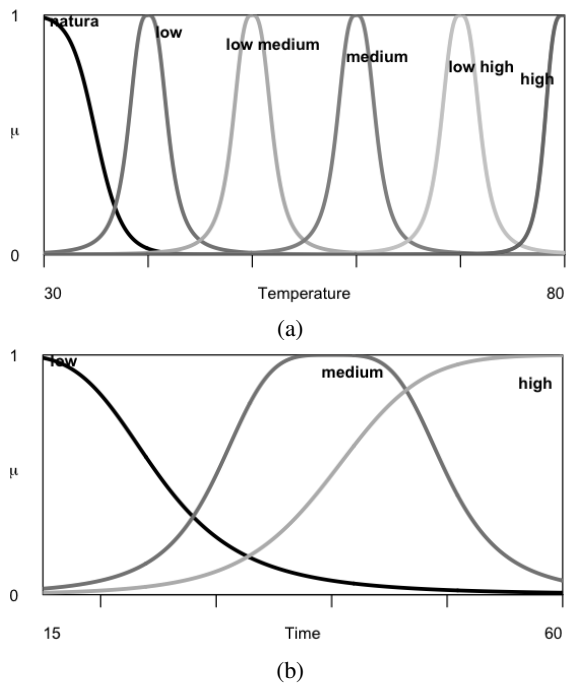 1
natura
low
low medium
medium
low high
high
μ
0
30 Temperature 80
(a)
1
low
medium
high
μ
0
15 Time 60
(b)